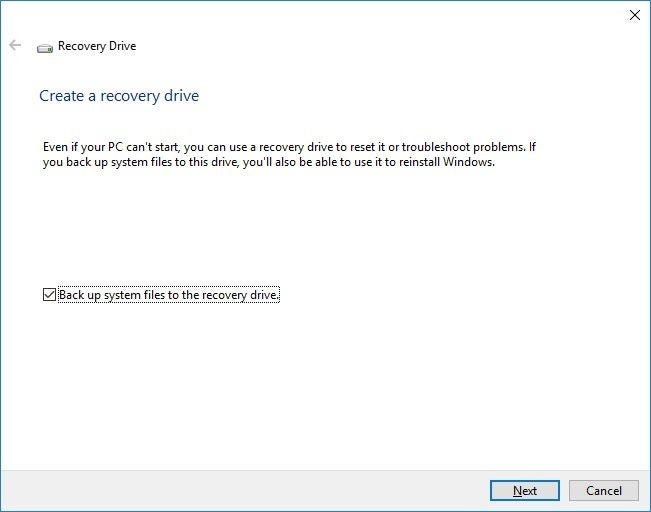 Recovery Drive
Create a recovery drive
Even if your PC can't start, you can use a recovery drive to reset it or troubleshoot problems. If
you back up system files to this drive, you'll also be able to use it to reinstall Windows.
Back up system files to the recovery drive.
Next
Cancel